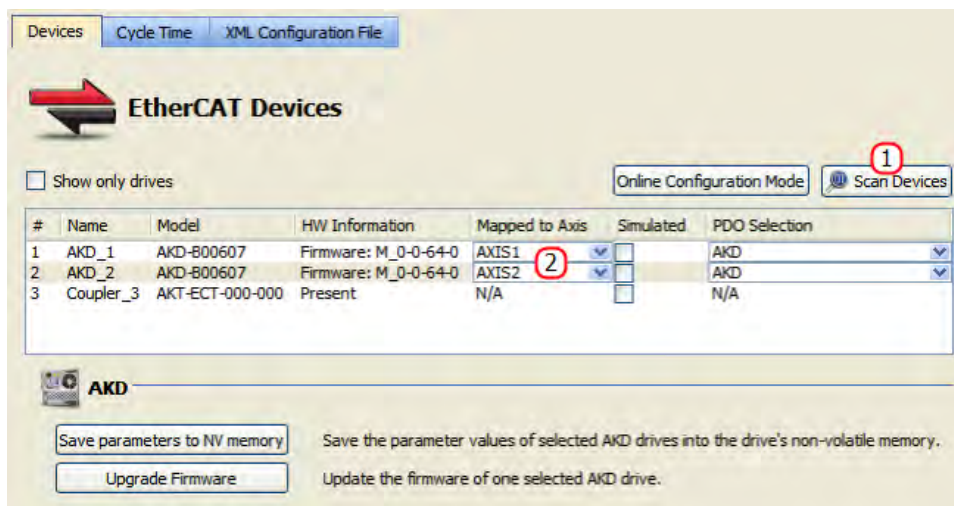 Devices Cycle Time XML Configuration File
EtherCAT Devices
1
Show only drives Online Configuration Mode Scan Devices
# Name Model HW Information Mapped to Axis Simulated PDO Selection
1 AKD_1 AKD-B00607 Firmware: M_0-0-64-0 AXIS1 AKD
2
2 AKD_2 AKD-B00607 Firmware: M_0-0-64-0 AXIS2 AKD
3 Coupler_3 AKT-ECT-000-000 Present N/A N/A
AKD
Save parameters to NV memory Save the parameter values of selected AKD drives into the drive's non-volatile memory.
Upgrade Firmware Update the firmware of one selected AKD drive.